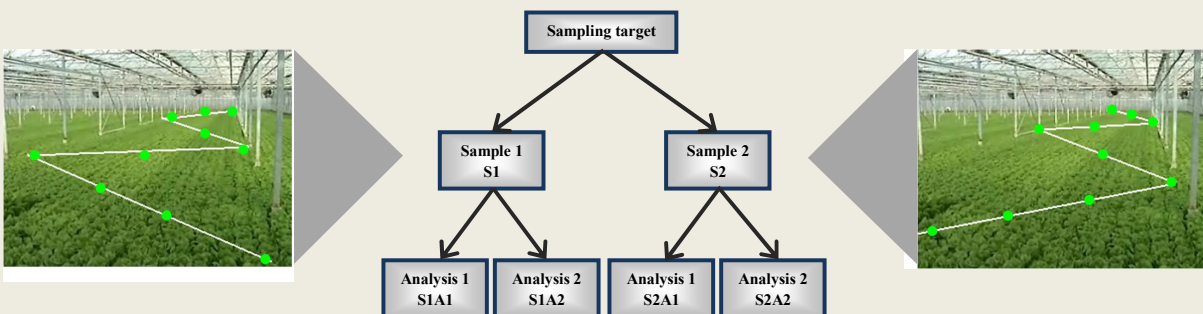 Sampling target
Sample 1
S1
Sample 2
S2
Analysis 1
S1A1
Analysis 2
S1A2
Analysis 1
S2A1
Analysis 2
S2A2